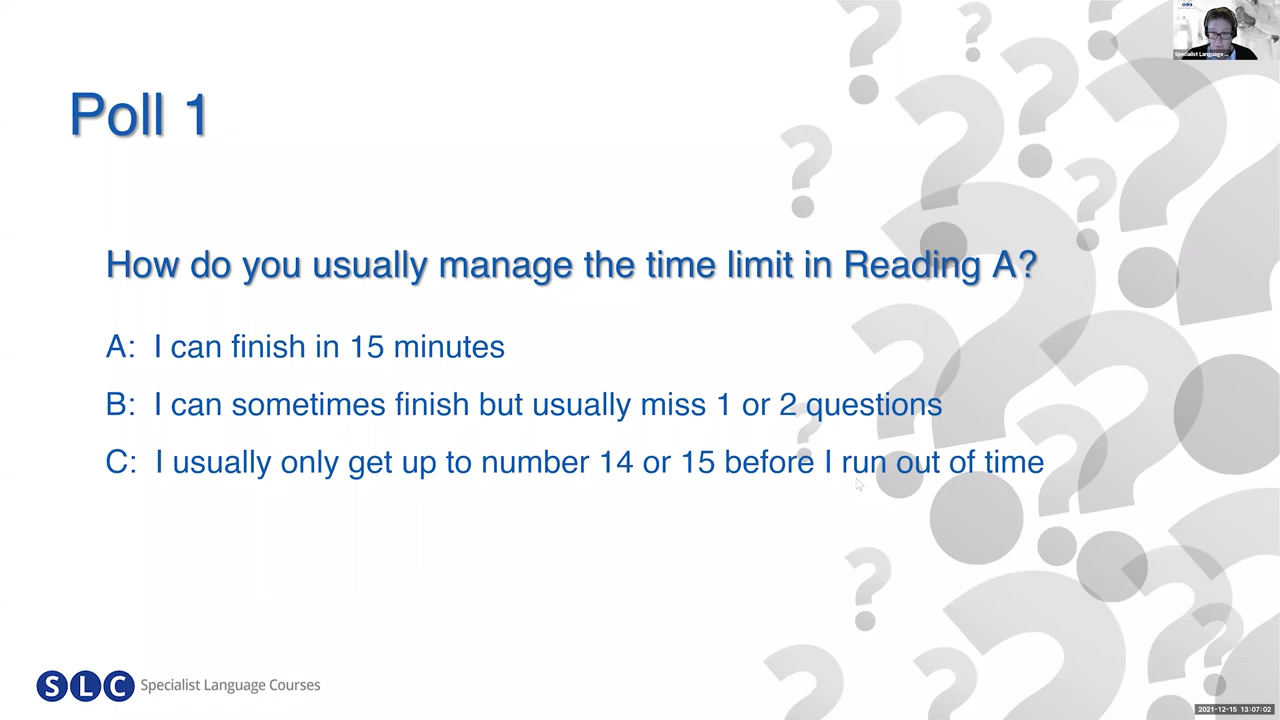 Poll 1
How do you usually manage the time limit in Reading A?
A: I can finish in 15 minutes
B: I can sometimes finish but usually miss 1 or 2 questions
C: I usually only get up to number 14 or 15 before I run out of time
SLC Specialist Language Courses
Specialist Language ...
2021-12-15 13:07:02